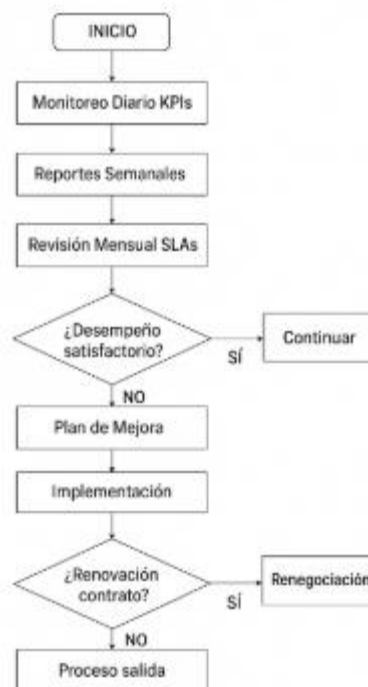 INICIO
Monitoreo Diario KPIs
Reportes Semanales
Revisión Mensual SLAs
¿Desempeño
satisfactorio?
SÍ
Continuar
NO
Plan de Mejora
Implementación
¿Renovación
contrato?
SÍ
Renegociación
NO
Proceso salida